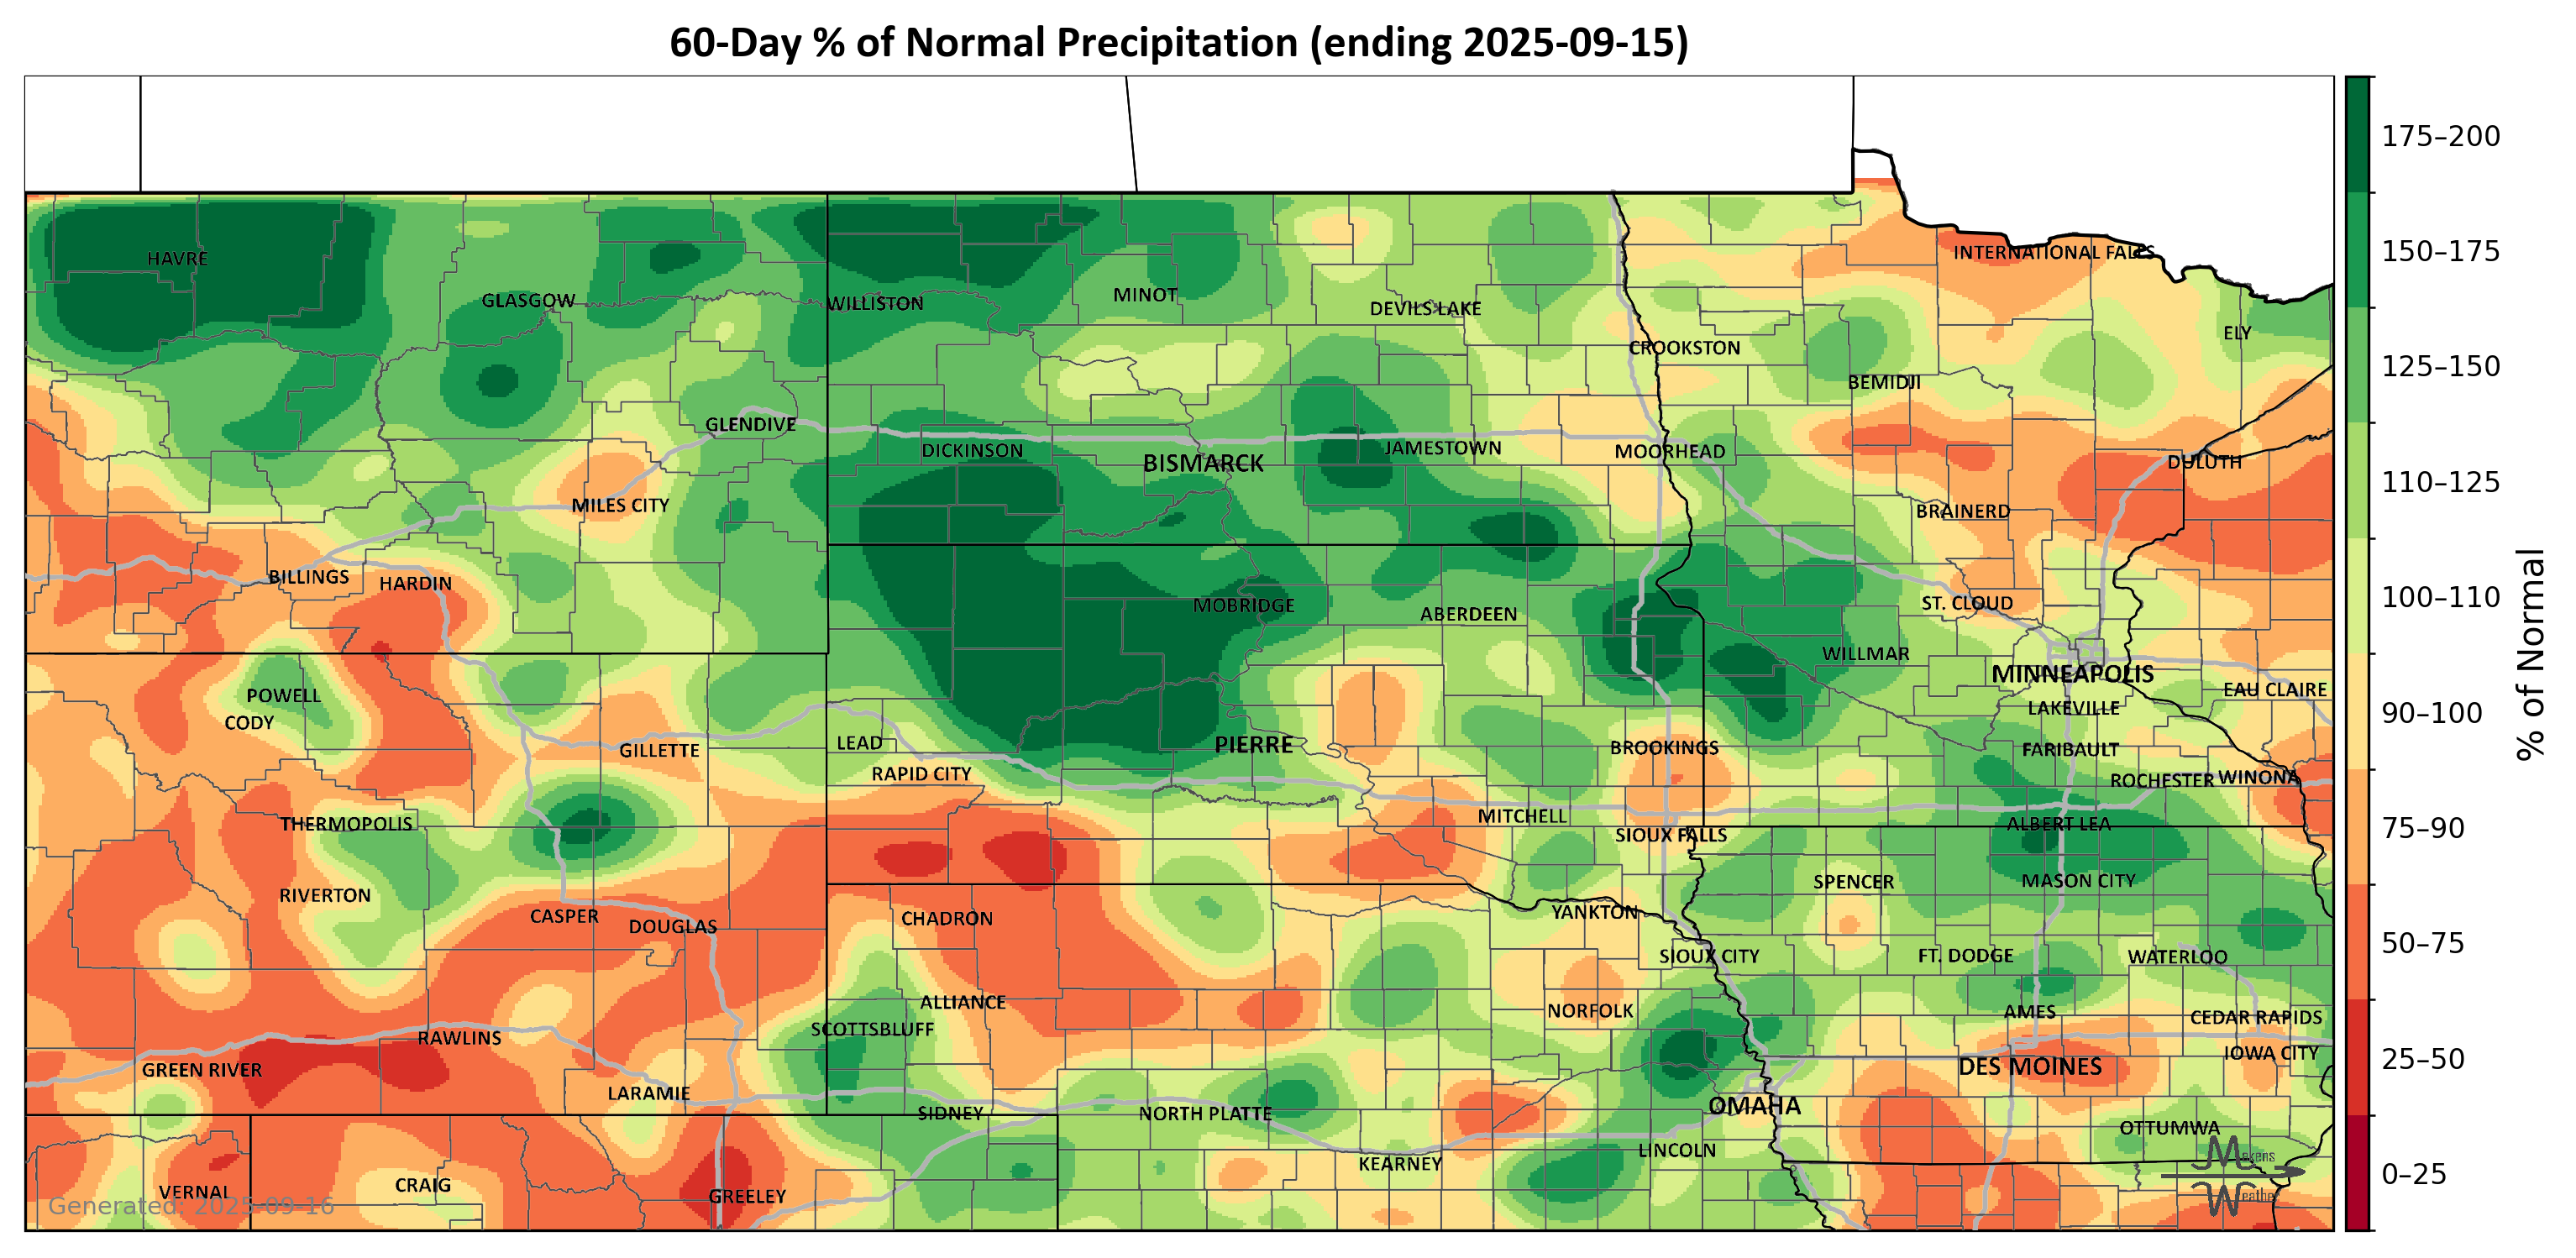 60-Day % of Normal Precipitation (ending 2025-09-15)
175–200
INTERNATIONAL FALLS
HAVRE
150–175
GLASGOW
WILLISTON
MINOT
DEVILS LAKE
ELY
CROOKSTON
125–150
BEMIDJI
GLENDIVE
DICKINSON
BISMARCK
JAMESTOWN
MOORHEAD
DULUTH
110–125
MILES CITY
BRAINERD
BILLINGS
HARDIN
MOBRIDGE
ABERDEEN
ST. CLOUD
100–110
WILLMAR
MINNEAPOLIS
% of Normal
POWELL
EAU CLAIRE
CODY
LAKEVILLE
90–100
GILLETTE
LEAD
PIERRE
BROOKINGS
FARIBAULT
RAPID CITY
ROCHESTER
WINONA
THERMOPOLIS
MITCHELL
SIOUX FALLS
ALBERT LEA
75–90
RIVERTON
SPENCER
MASON CITY
CASPER
DOUGLAS
CHADRON
YANKTON
50–75
SIOUX CITY
FT. DODGE
WATERLOO
ALLIANCE
NORFOLK
AMES
CEDAR RAPIDS
SCOTTSBLUFF
RAWLINS
IOWA CITY
GREEN RIVER
DES MOINES
25–50
LARAMIE
SIDNEY
NORTH PLATTE
OMAHA
OTTUMWA
KEARNEY
LINCOLN
Makens
Weather
VERNAL
CRAIG
GREELEY
0–25
Generated: 2025-09-16